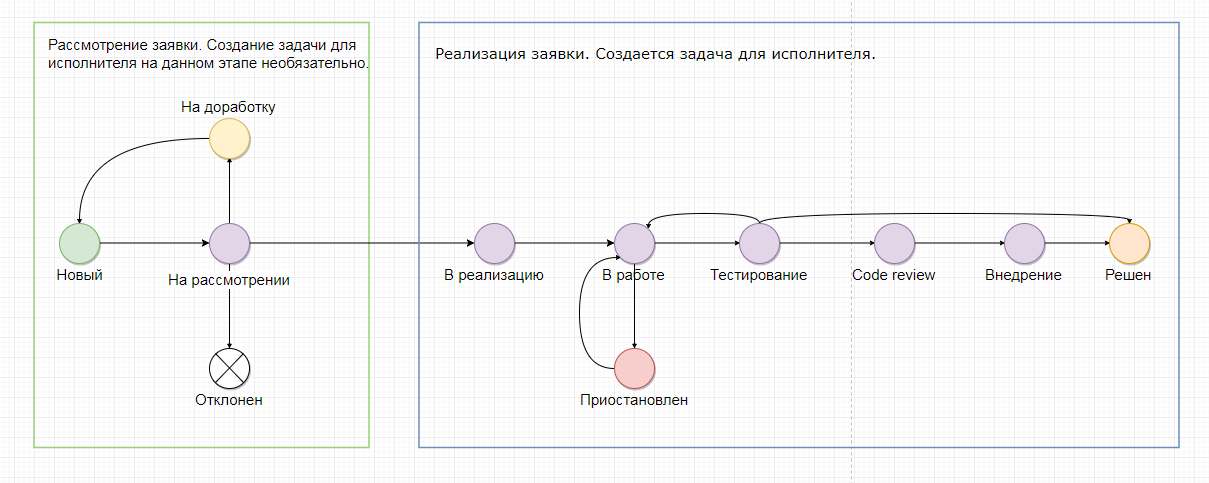 Рассмотрение заявки. Создание задачи для
исполнителя на данном этапе необязательно.
На доработку
Новый
На рассмотрении
Отклонен
Реализация заявки. Создается задача для исполнителя.
В реализацию
В работе
Тестирование
Code review
Внедрение
Решен
Приостановлен